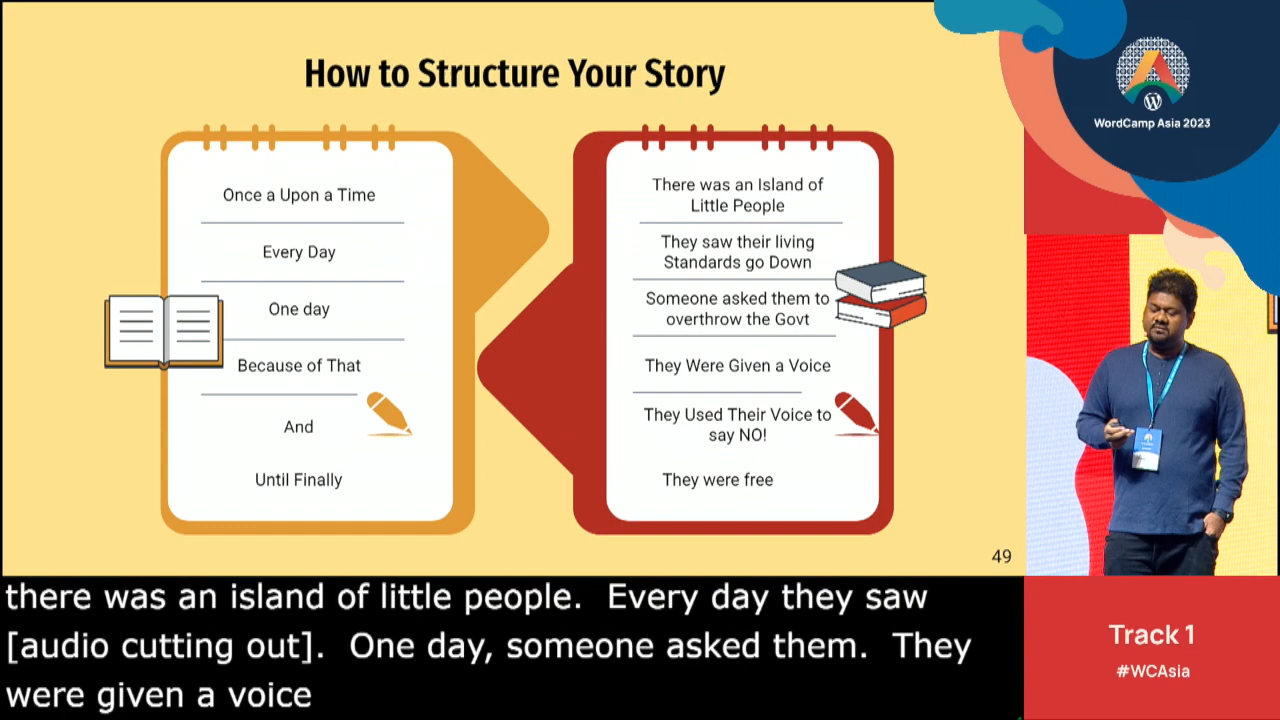 How to Structure Your Story
Once a Upon a Time
Every Day
One day
Because of That
And
Until Finally
There was an Island of
Little People
They saw their living
Standards go Down
Someone asked them to
overthrow the Govt
They Were Given a Voice
They Used Their Voice to
say NO!
They were free
49
WordCamp Asia 2023
there was an island of little people.  Every day they saw
[audio cutting out].  One day, someone asked them.  They
were given a voice
Track 1
#WCAsia